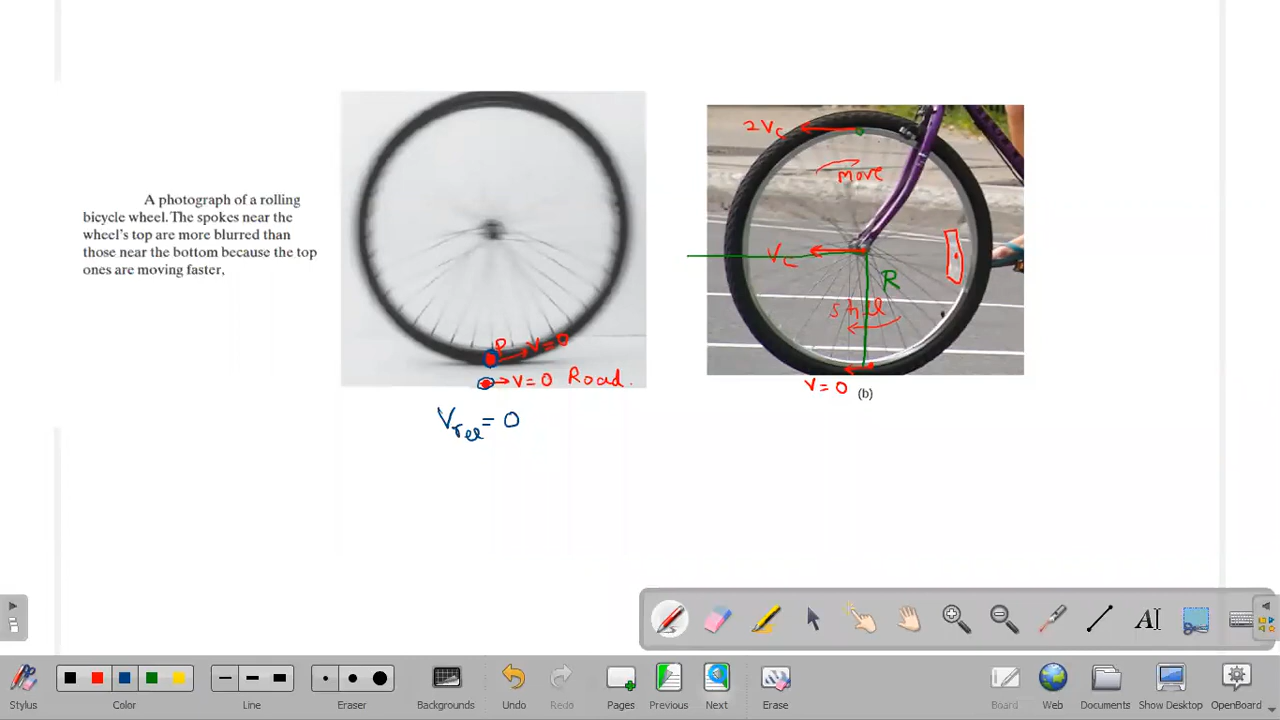 A photograph of a rolling
bicycle wheel. The spokes near the
wheel's top are more blurred than
those near the bottom because the top
ones are moving faster,
P
V=0
V=0 Road.
Vrel = 0
2Vc
move
Vc
R
still
V=0
(b)
Styluses
Color
Line
Eraser
Backgrounds
Undo
Redo
Pages
Previous
Next
Erase
Board
Web
Documents
Show Desktop
OpenBoard